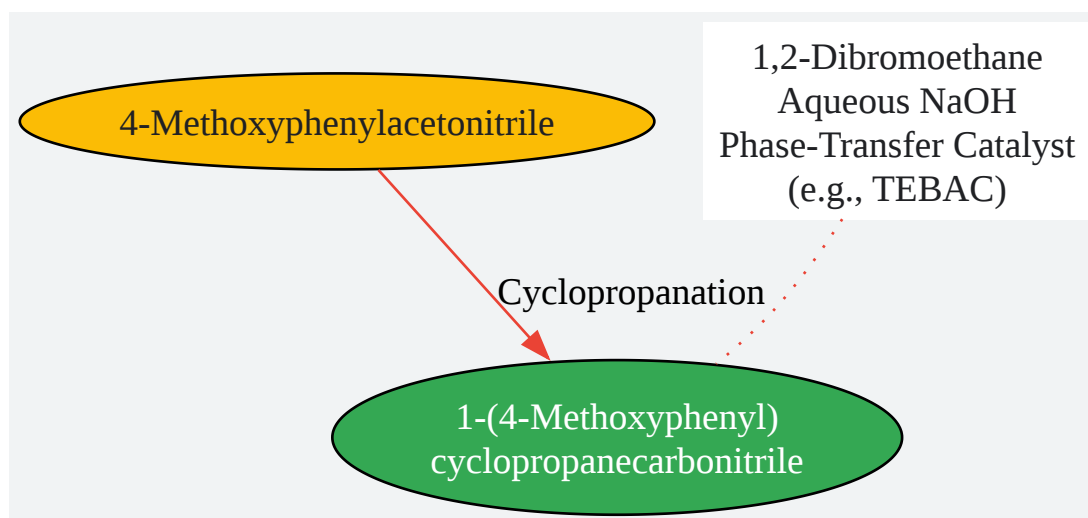 4-Methoxyphenylacetonitrile
1,2-Dibromoethane
Aqueous NaOH
Phase-Transfer Catalyst
(e.g., TEBAC)
Cyclopropanation
1-(4-Methoxyphenyl)
cyclopropanecarbonitrile